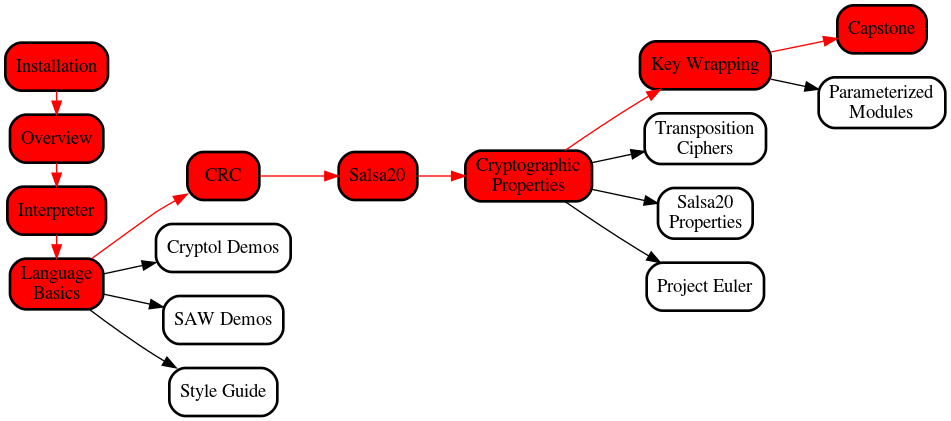 Installation
Overview
Interpreter
Language
Basics
CRC
Cryptol Demos
SAW Demos
Style Guide
Salsa20
Cryptographic
Properties
Key Wrapping
Transposition
Ciphers
Salsa20
Properties
Project Euler
Capstone
Parameterized
Modules